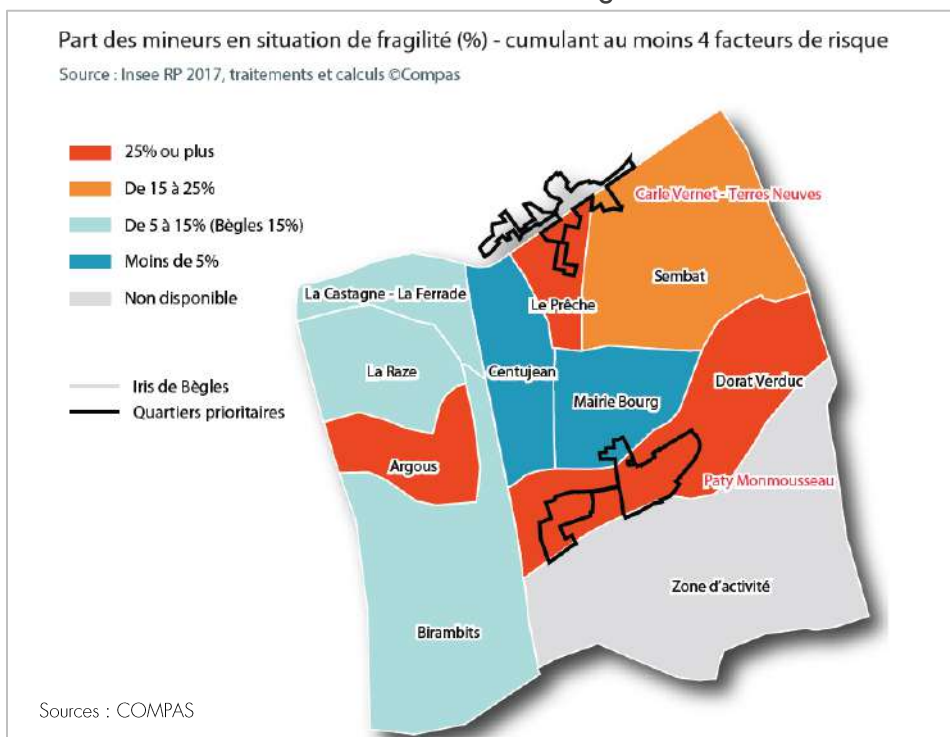 Part des mineurs en situation de fragilité (%) - cumulant au moins 4 facteurs de risque
Source : Insee RP 2017, traitements et calculs ©Compas
25% ou plus
De 15 à 25%
De 5 à 15% (Bègles 15%)
Moins de 5%
Non disponible
Iris de Bègles
Quartiers prioritaires
Carle Vernet - Terres Neuves
Sembat
La Castagne - La Ferrade
Le Prêche
La Raze
Centujean
Dorat Verduc
Mairie Bourg
Argous
Paty Monmousseau
Zone d'activité
Birambits
Sources : COMPAS